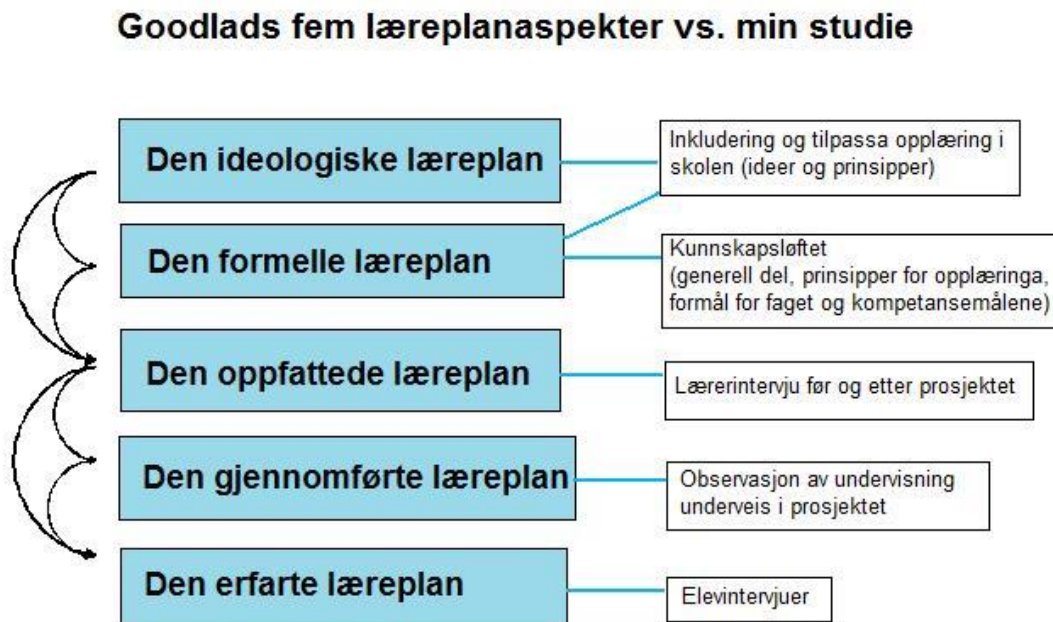 Goodlads fem læreplanaspekter vs. min studie
Den ideologiske læreplan
Inkludering og tilpassa opplæring i
skolen (ideer og prinsipper)
Den formelle læreplan
Kunnskapsløftet
(generell del, prinsipper for opplæringa,
formål for faget og kompetansemålene)
Den oppfattede læreplan
Lærerintervju før og etter prosjektet
Den gjennomførte læreplan
Observasjon av undervisning
underveis i prosjektet
Den erfarte læreplan
Elevintervjuer